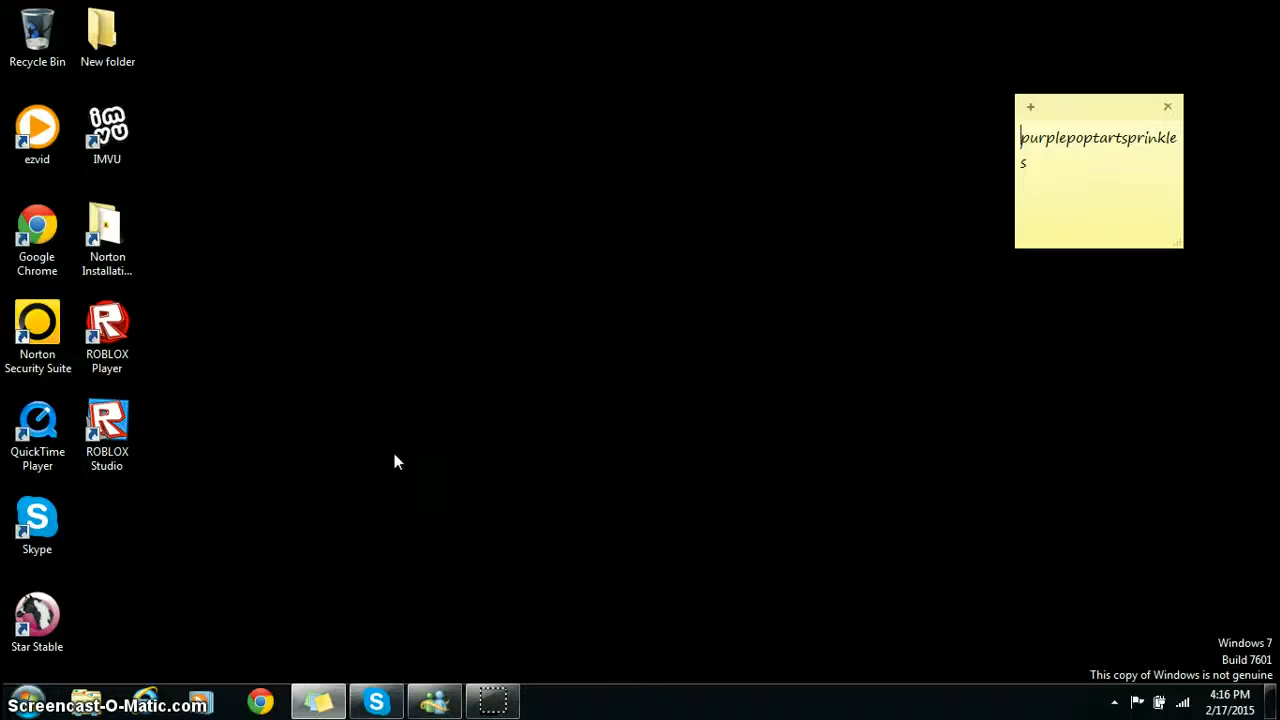 Recycle Bin
New folder
ezvid
IMVU
Google
Chrome
Norton
Installati...
Norton
Security Suite
ROBLOX
Player
QuickTime
Player
ROBLOX
Studio
Skype
Star Stable
purplepoptartsprinkle
s
Windows 7
Build 7601
This copy of Windows is not genuine
Screencast-O-Matic.com
4:16 PM
2/17/2015